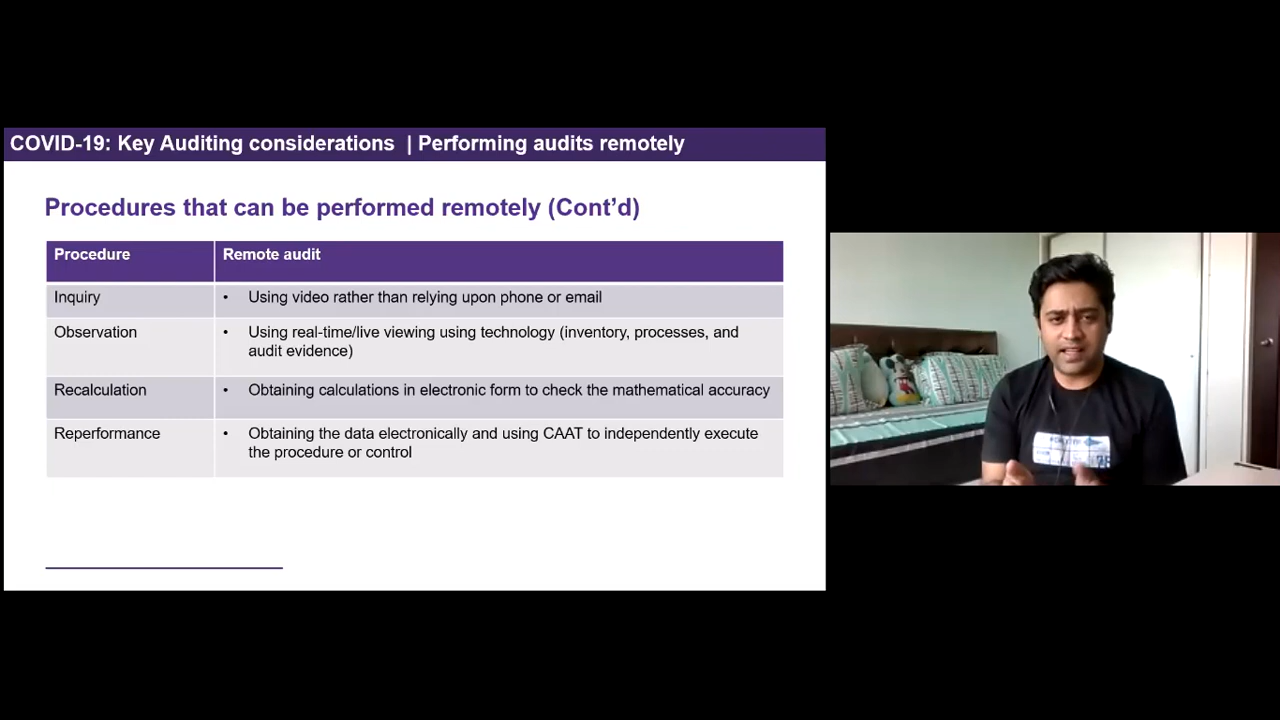 COVID-19: Key Auditing considerations | Performing audits remotely
Procedures that can be performed remotely (Cont’d)
Procedure Remote audit
Inquiry • Using video rather than relying upon phone or email
Observation • Using real-time/live viewing using technology (inventory, processes, and
audit evidence)
Recalculation • Obtaining calculations in electronic form to check the mathematical accuracy
Reperformance • Obtaining the data electronically and using CAAT to independently execute
the procedure or control